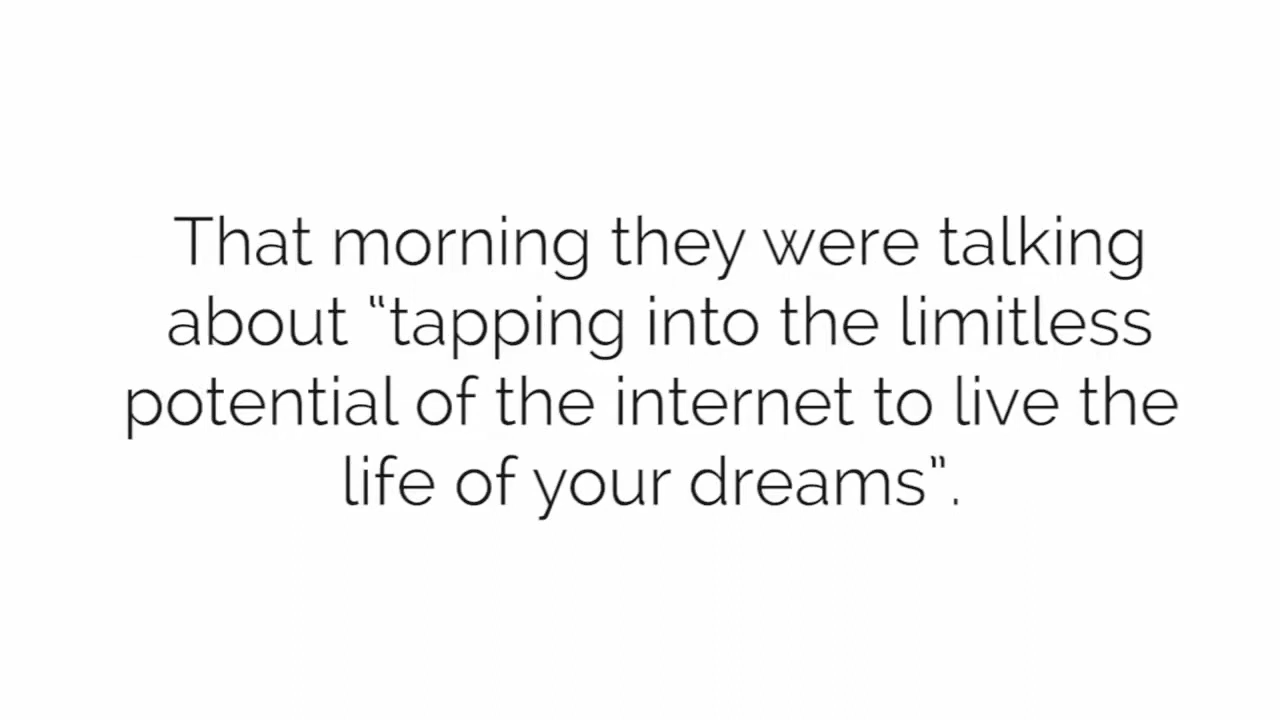 That morning they were talking
about “tapping into the limitless
potential of the internet to live the
life of your dreams”.